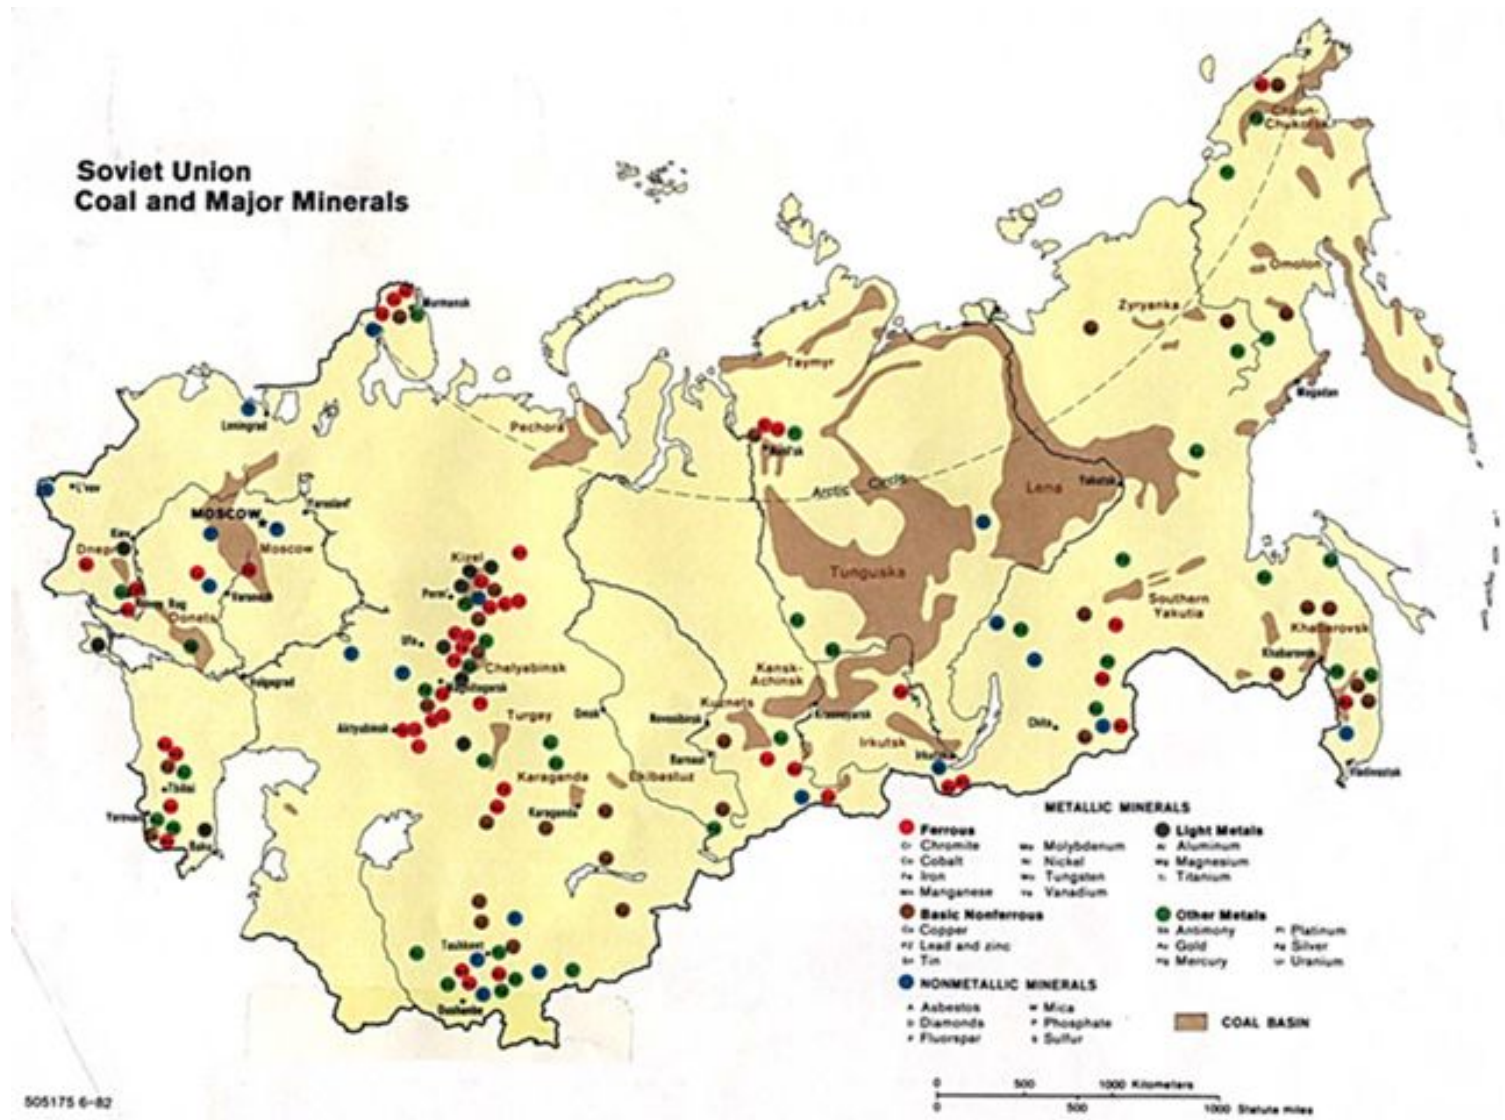 Soviet Union
Coal and Major Minerals
Chaun-
Chukotsk
Omolon
Zyryanka
Magadan
Murmansk
Taymyr
Pechora
Leningrad
Noril'sk
Arctic Circle
Lena
Yakutsk
L'vov
MOSCOW
Yaroslavl'
Moscow
Kiev
Dnepr
Voronezh
Krivoy Rog
Donets
Kizel
Perm'
Tunguska
Southern
Yakutia
Khabarovsk
Khabarovsk
Ufa
Chelyabinsk
Magnitogorsk
Volgograd
Kansk-
Achinsk
Kuznets
Krasnoyarsk
Omsk
Novosibirsk
Aktyubinsk
Turgay
Barnaul
Irkutsk
Irkutsk
Chita
Vladivostok
Tbilisi
Karaganda
Ekibastuz
Karaganda
Yerevan
Baku
Tashkent
Dushanbe
METALLIC MINERALS
Ferrous
Cr Chromite
Co Cobalt
Fe Iron
Mn Manganese
Mo Molybdenum
Ni Nickel
Wo Tungsten
Va Vanadium
Light Metals
Al Aluminum
Mg Magnesium
Ti Titanium
Basic Nonferrous
Cu Copper
PZ Lead and zinc
Sn Tin
Other Metals
Sb Antimony
Au Gold
Hg Mercury
Pt Platinum
Ag Silver
Ur Uranium
NONMETALLIC MINERALS
A Asbestos
D Diamonds
F Fluorspar
M Mica
P Phosphate
S Sulfur
COAL BASIN
0 500 1000 Kilometers
0 500 1000 Statute miles
505175 6-82